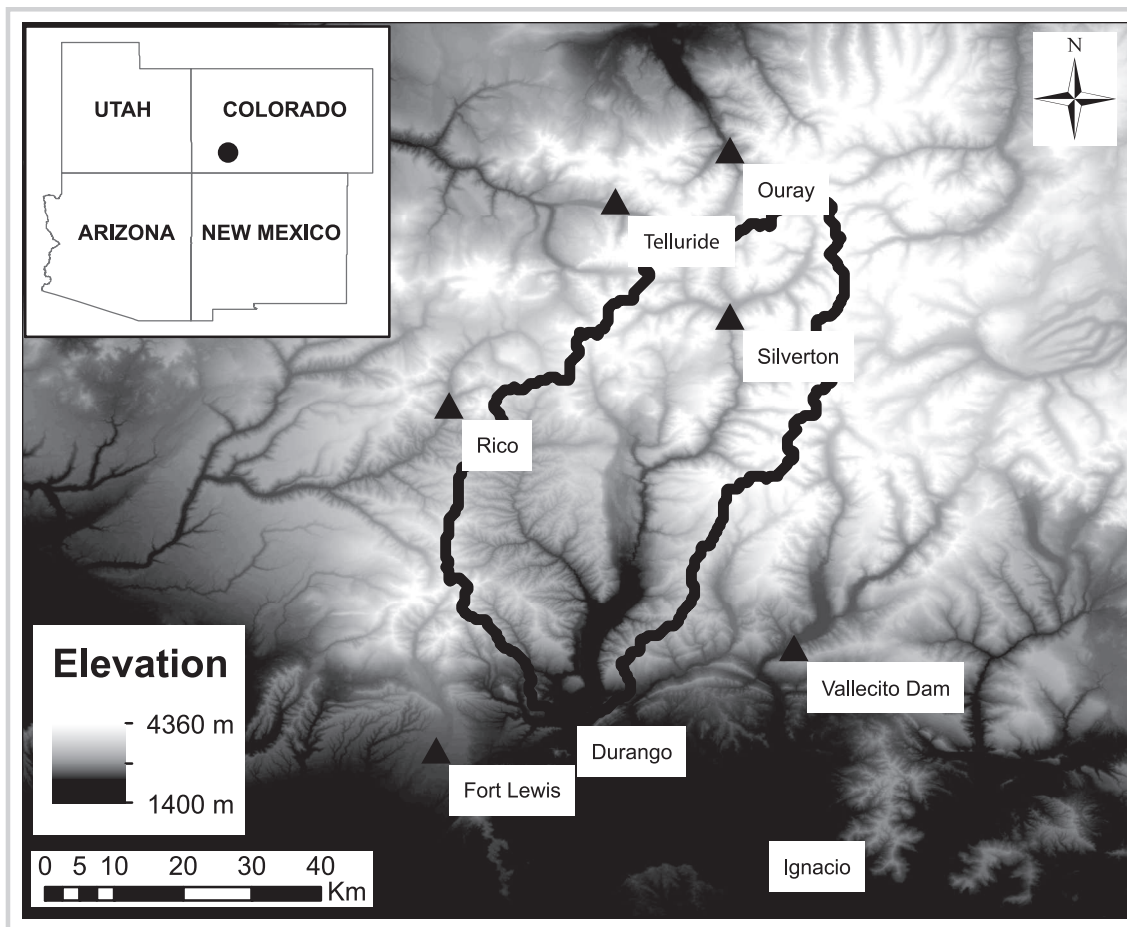 UTAH
COLORADO
ARIZONA
NEW MEXICO
N
Ouray
Telluride
Silverton
Rico
Vallecito Dam
Durango
Fort Lewis
Ignacio
Elevation
4360 m
1400 m
0 5 10 20 30 40
Km